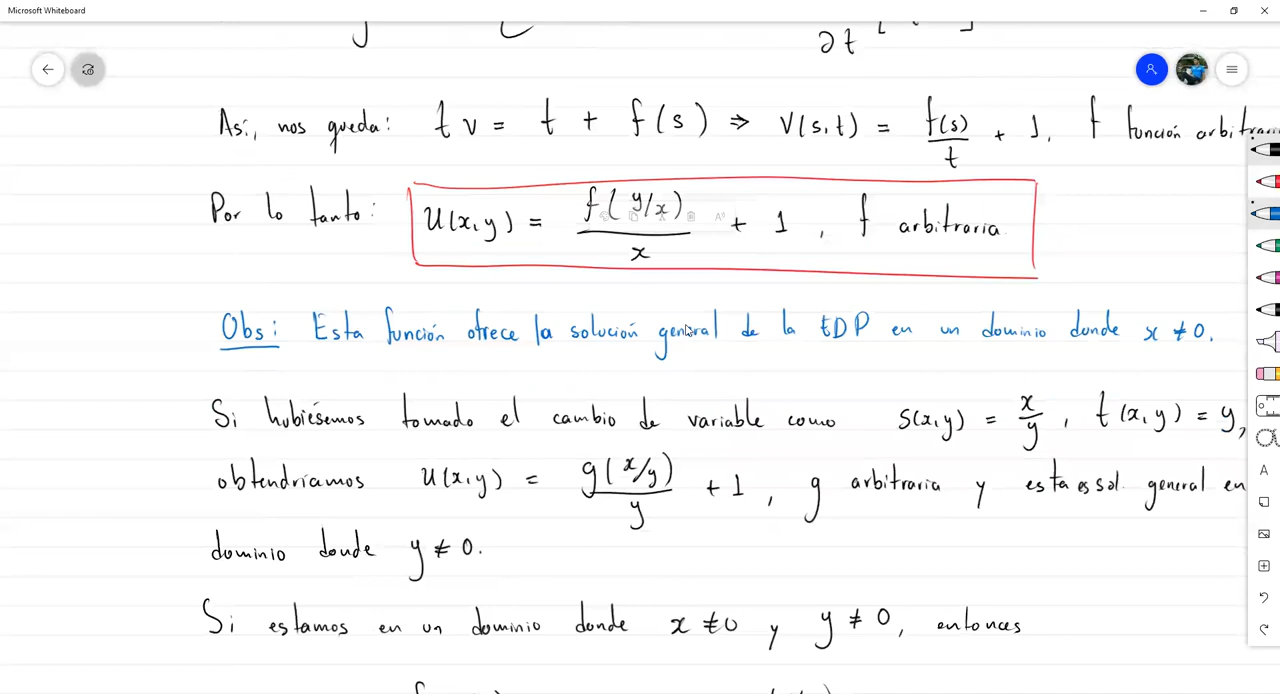 Microsoft Whiteboard
∂t
Así, nos queda: t v = t + f(s) ⇒ v(s,t) = f(s)/t + 1, f función arbitraria
Por lo tanto: u(x,y) = f(y/x)/x + 1, f arbitraria.
Obs: Esta función ofrece la solución general de la EDP en un dominio donde x ≠ 0.
Si hubiésemos tomado el cambio de variable como s(x,y) = x/y, t(x,y) = y,
obtendríamos u(x,y) = g(x/y)/y + 1, g arbitraria y esta es sol. general en
dominio donde y ≠ 0.
Si estamos en un dominio donde x ≠ 0 y y ≠ 0, entonces